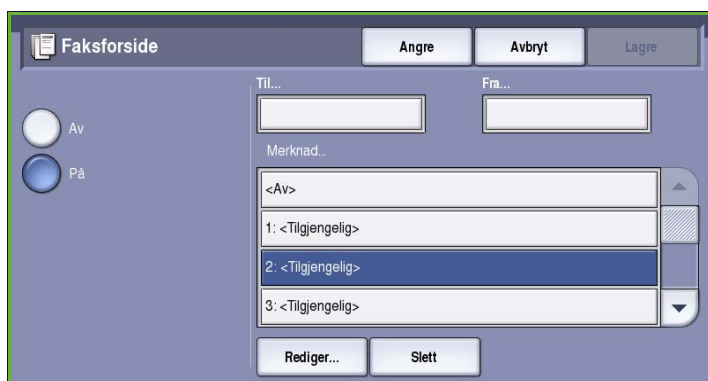 Faksforside
Angre
Avbryt
Lagre
Til...
Fra...
Av
På
Merknad...
<Av>
1: <Tilgjengelig>
2: <Tilgjengelig>
3: <Tilgjengelig>
Rediger...
Slett